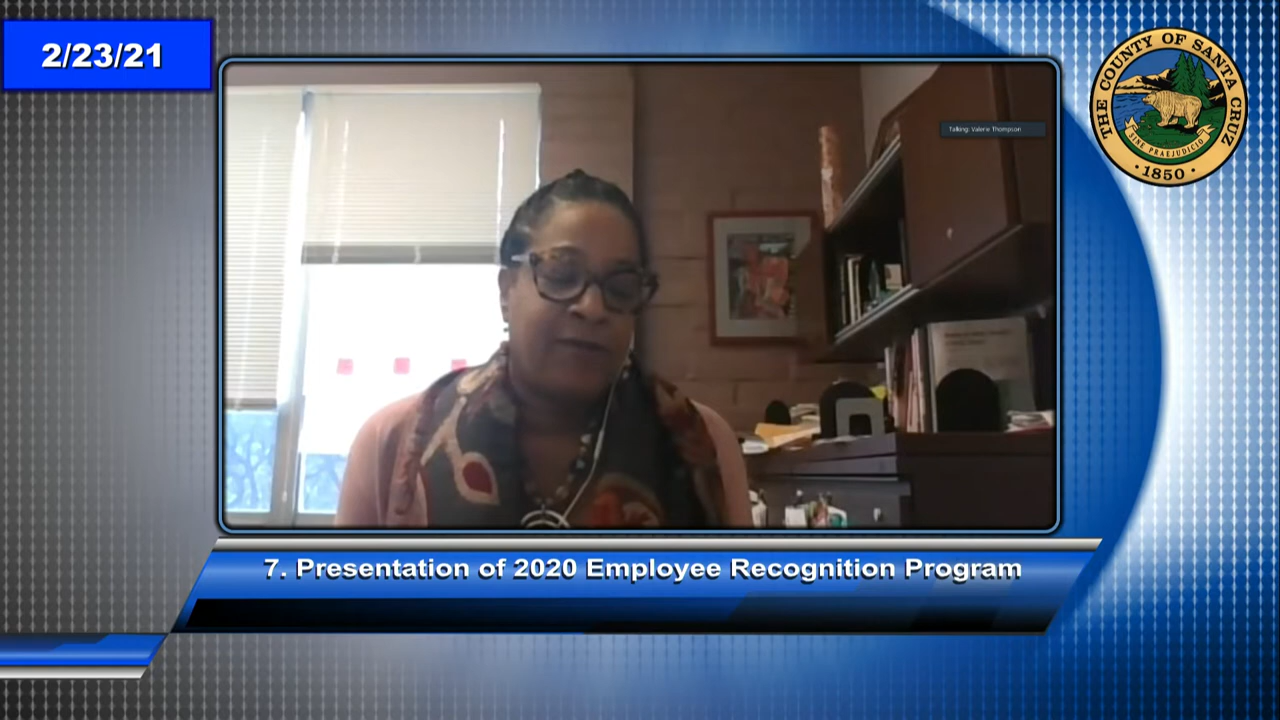 2/23/21
THE COUNTY OF SANTA CRUZ
SINE PRAEJUDICIO
• 1850 •
Talking: Valerie Thompson
7. Presentation of 2020 Employee Recognition Program